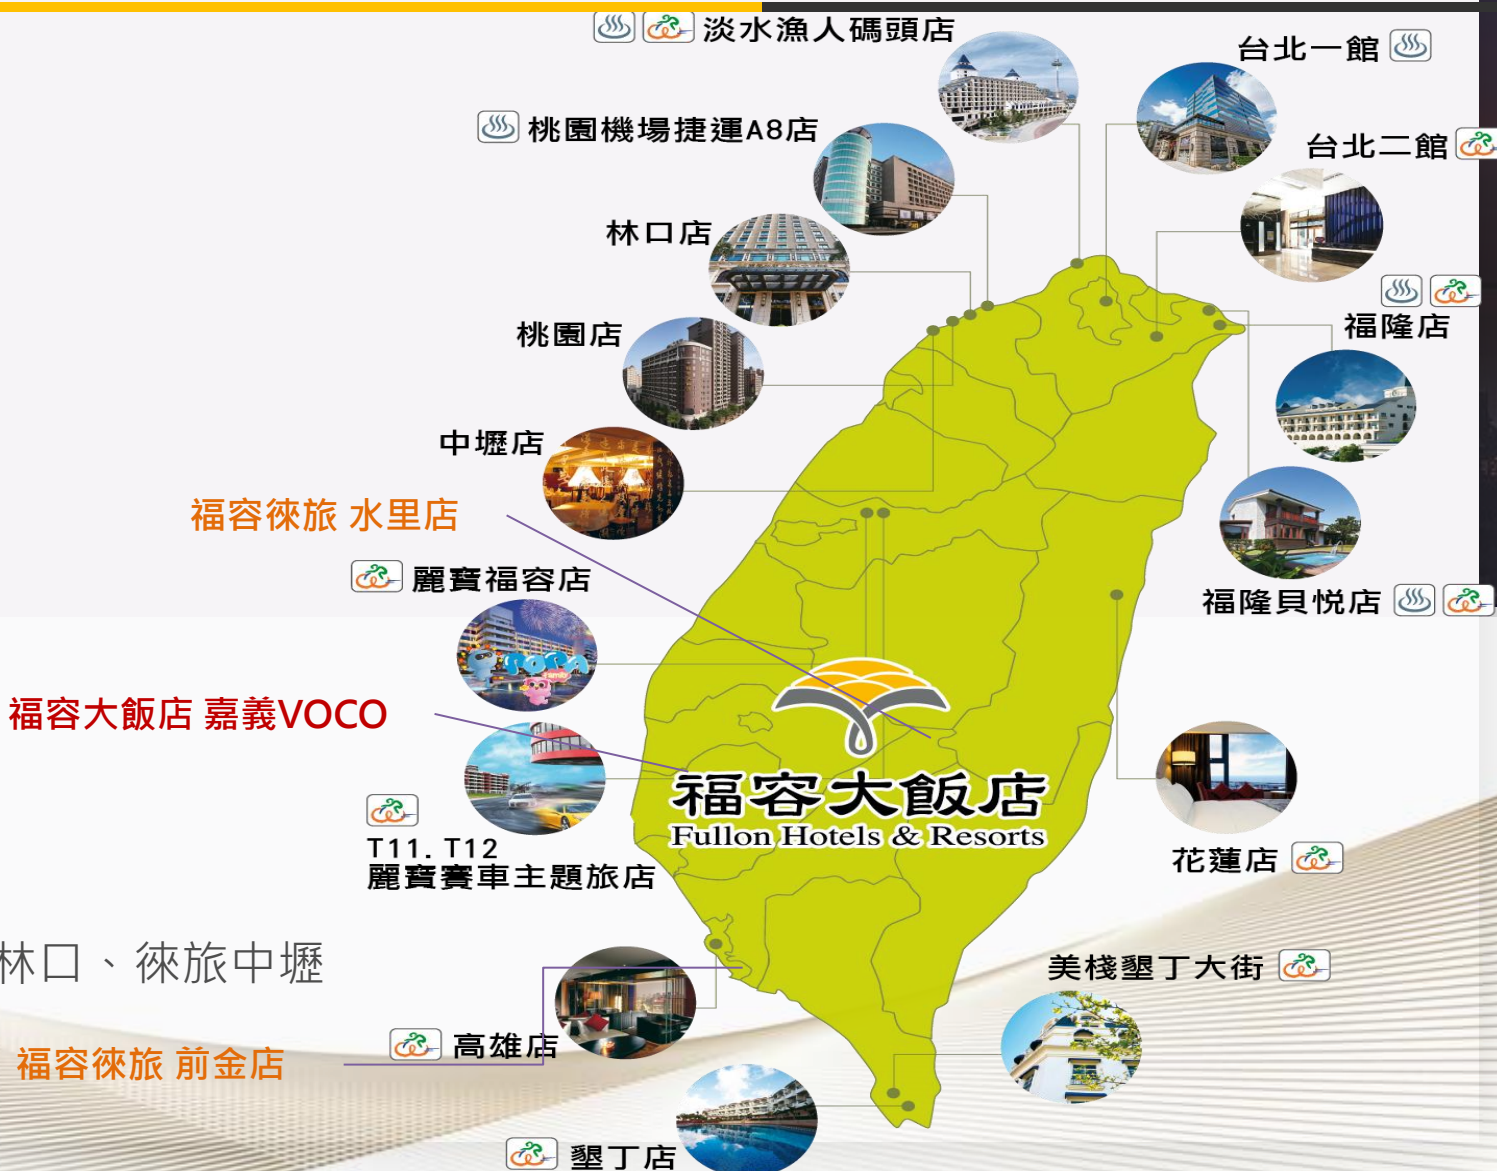 淡水漁人碼頭店
台北一館
桃園機場捷運A8店
台北二館
林口店
福隆店
桃園店
中壢店
福容徠旅 水里店
麗寶福容店
福隆貝悅店
福容大飯店 嘉義VOCO
福容大飯店
Fullon Hotels & Resorts
T11. T12
麗寶賽車主題旅店
花蓮店
林口、徠旅中壢
美棧墾丁大街
高雄店
福容徠旅 前金店
墾丁店